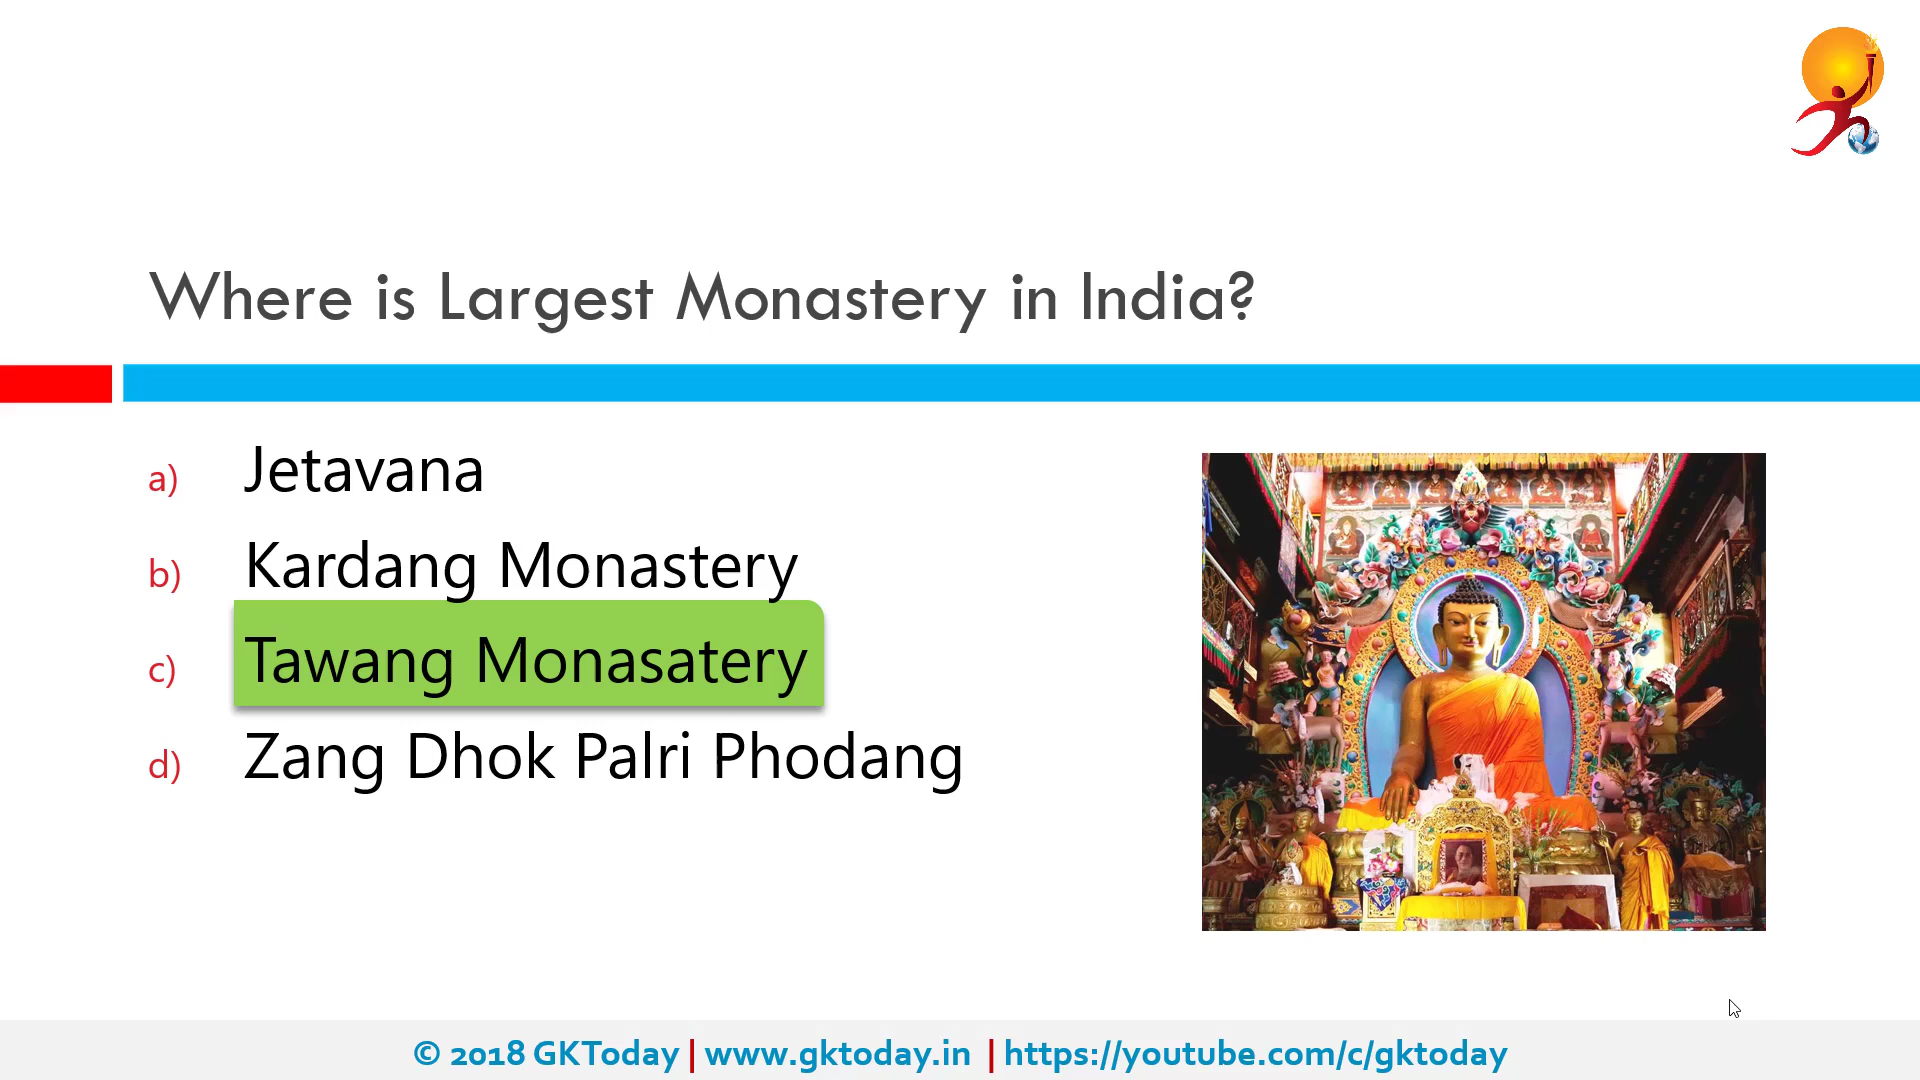 Where is Largest Monastery in India?
a) Jetavana
b) Kardang Monastery
c) Tawang Monasatery
d) Zang Dhok Palri Phodang
© 2018 GKToday | www.gktoday.in | https://youtube.com/c/gktoday